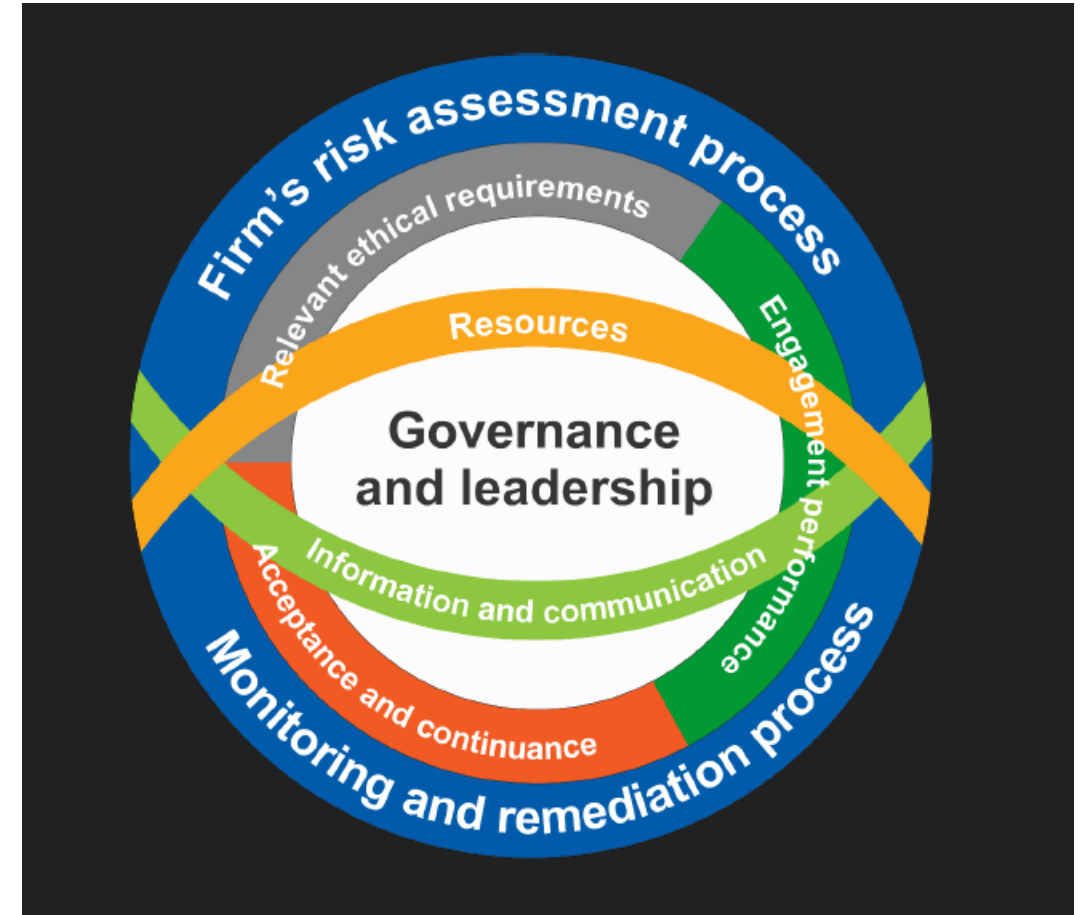 Firm's risk assessment process
Relevant ethical requirements
Engagement performance
Resources
Governance
and leadership
Information and communication
Acceptance and continuance
Monitoring and remediation process